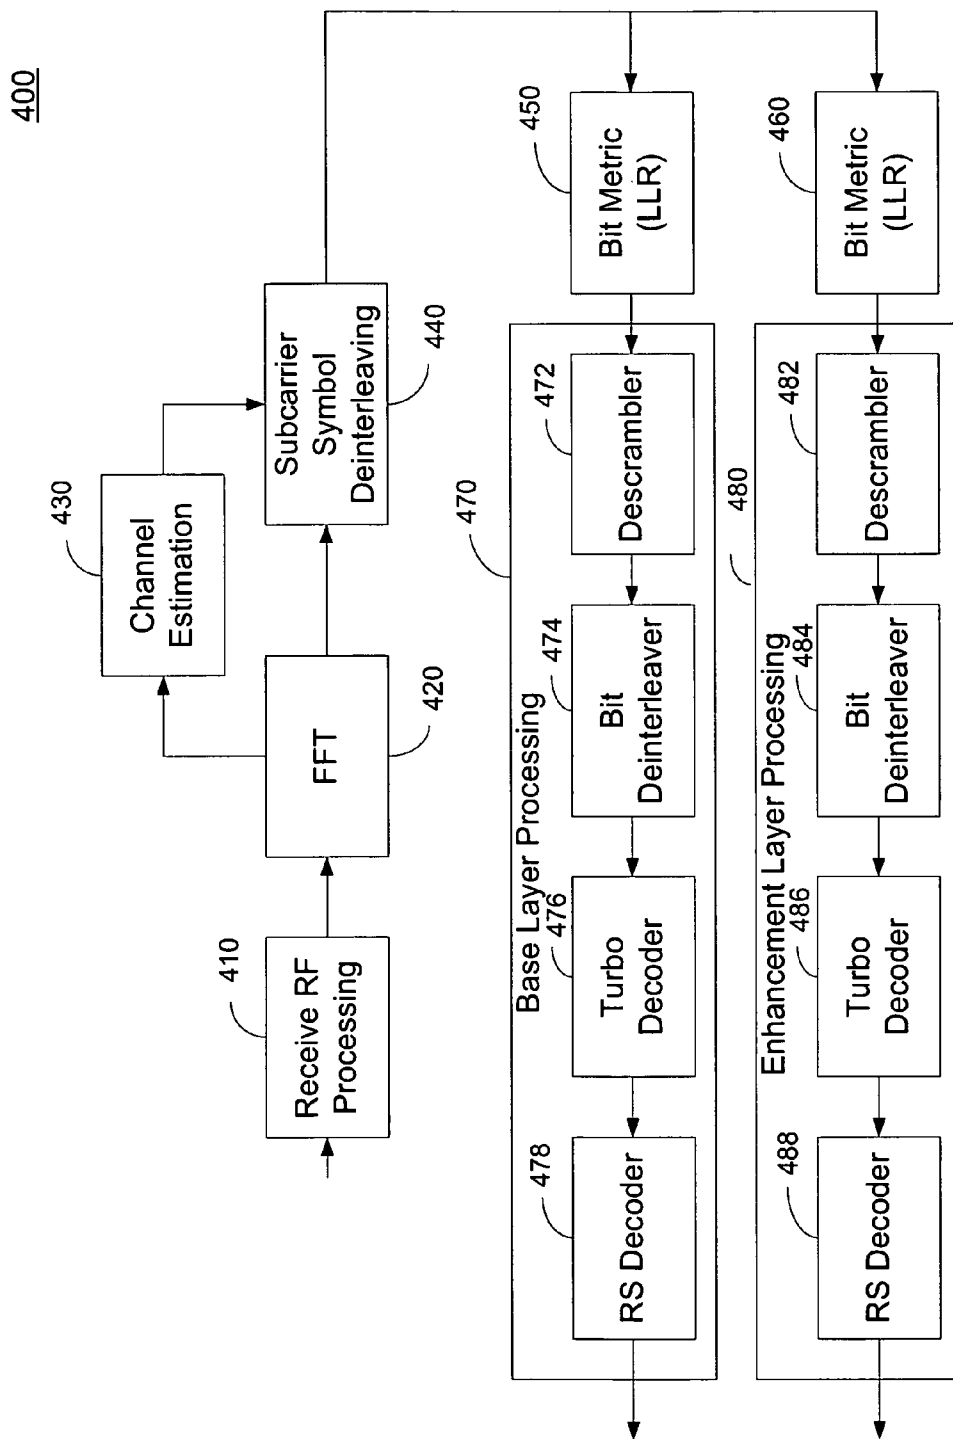 400
410
Receive RF
Processing
FFT
420
430
Channel
Estimation
Subcarrier
Symbol
Deinterleaving
440
450
Bit Metric
(LLR)
460
Bit Metric
(LLR)
470
Base Layer Processing
472
Descrambler
474
Bit
Deinterleaver
476
Turbo
Decoder
478
RS Decoder
480
Enhancement Layer Processing
482
Descrambler
484
Bit
Deinterleaver
486
Turbo
Decoder
488
RS Decoder